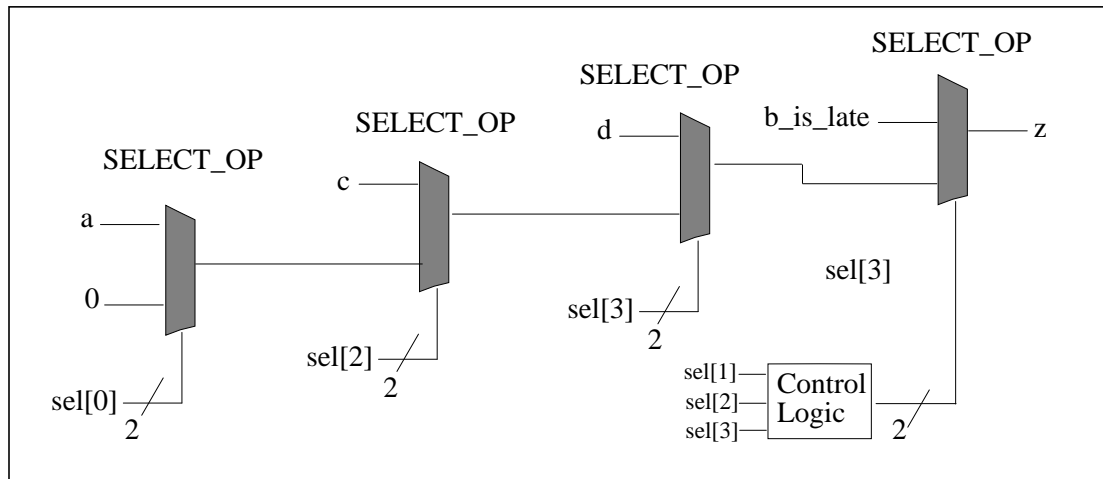 SELECT_OP
SELECT_OP
SELECT_OP
SELECT_OP
b_is_late
z
d
c
a
0
sel[3]
sel[3]
2
sel[2]
2
sel[0]
2
sel[1]
sel[2]
sel[3]
Control
Logic
2